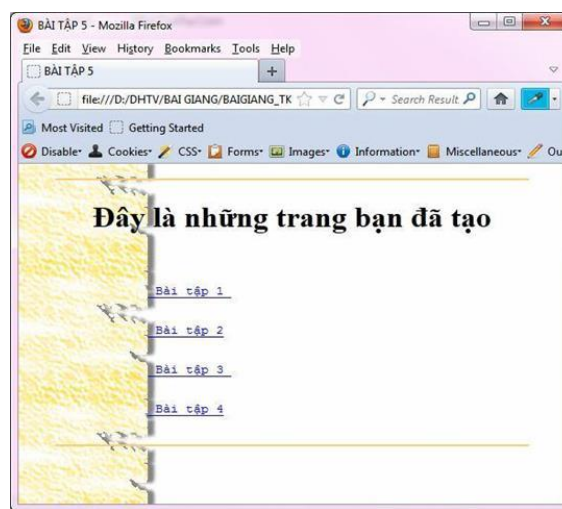 BÀI TẬP 5 - Mozilla Firefox
File Edit View History Bookmarks Tools Help
BÀI TẬP 5
file:///D:/DHTV/BAI GIANG/BAIGIANG_TK
Search Result
Most Visited Getting Started
Disable Cookies CSS Forms Images Information Miscellaneous Ou
Đây là những trang bạn đã tạo
Bài tập 1
Bài tập 2
Bài tập 3
Bài tập 4